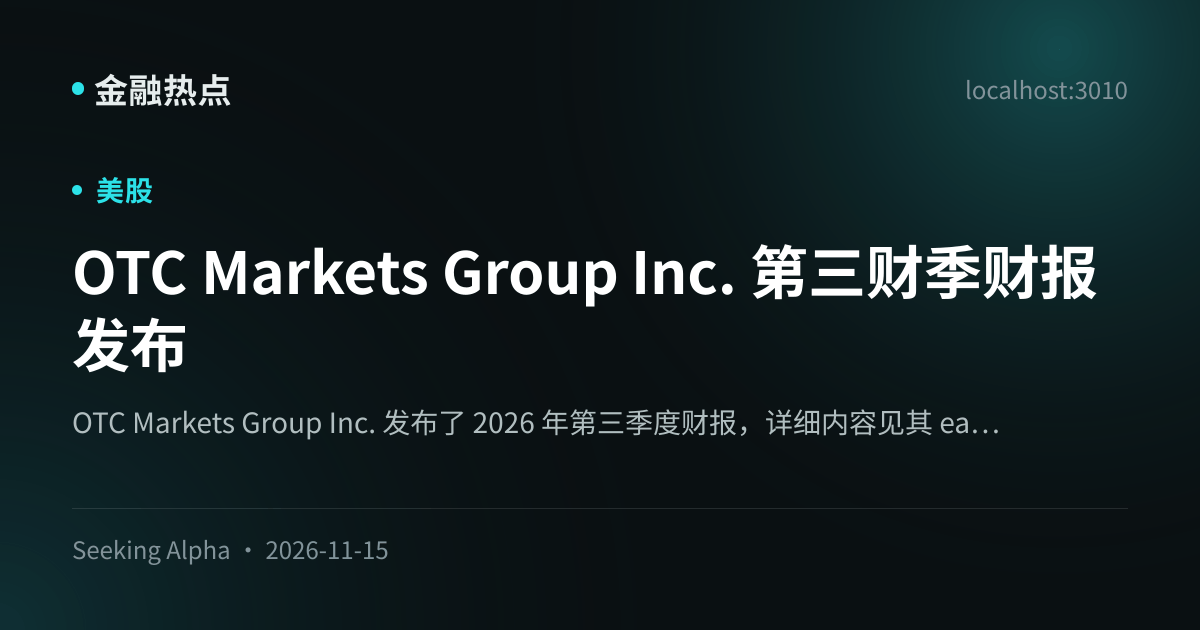 金融热点
localhost:3010
美股
OTC Markets Group Inc. 第三财季财报
发布
OTC Markets Group Inc. 发布了 2026 年第三季度财报，详细内容见其 ea…
Seeking Alpha · 2026-11-15